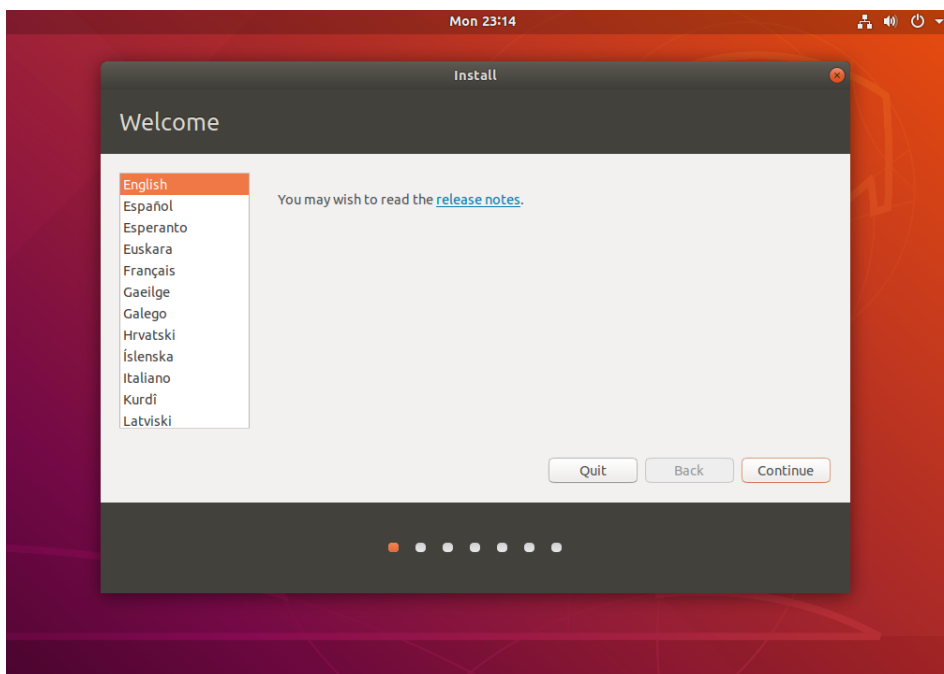 Mon 23:14
Install
Welcome
English
Español
Esperanto
Euskara
Français
Gaeilge
Galego
Hrvatski
Íslenska
Italiano
Kurdî
Latviski
You may wish to read the release notes.
Quit
Back
Continue